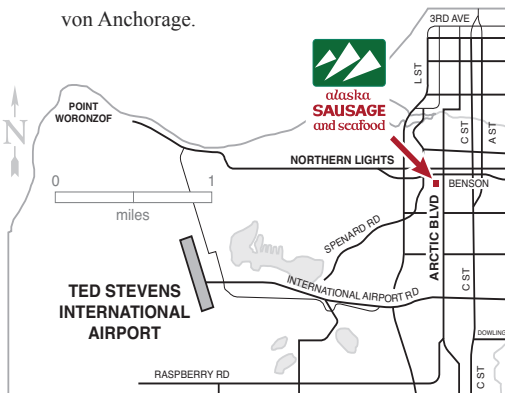 von Anchorage.
3RD AVE
L ST
alaska
SAUSAGE
and seafood
C ST
A ST
POINT
WORONZOF
N
NORTHERN LIGHTS
BENSON
0 1
miles
SPENARD RD
ARCTIC BLVD
C ST
TED STEVENS
INTERNATIONAL
AIRPORT
INTERNATIONAL AIRPORT RD
DOWLING
RASPBERRY RD
C ST